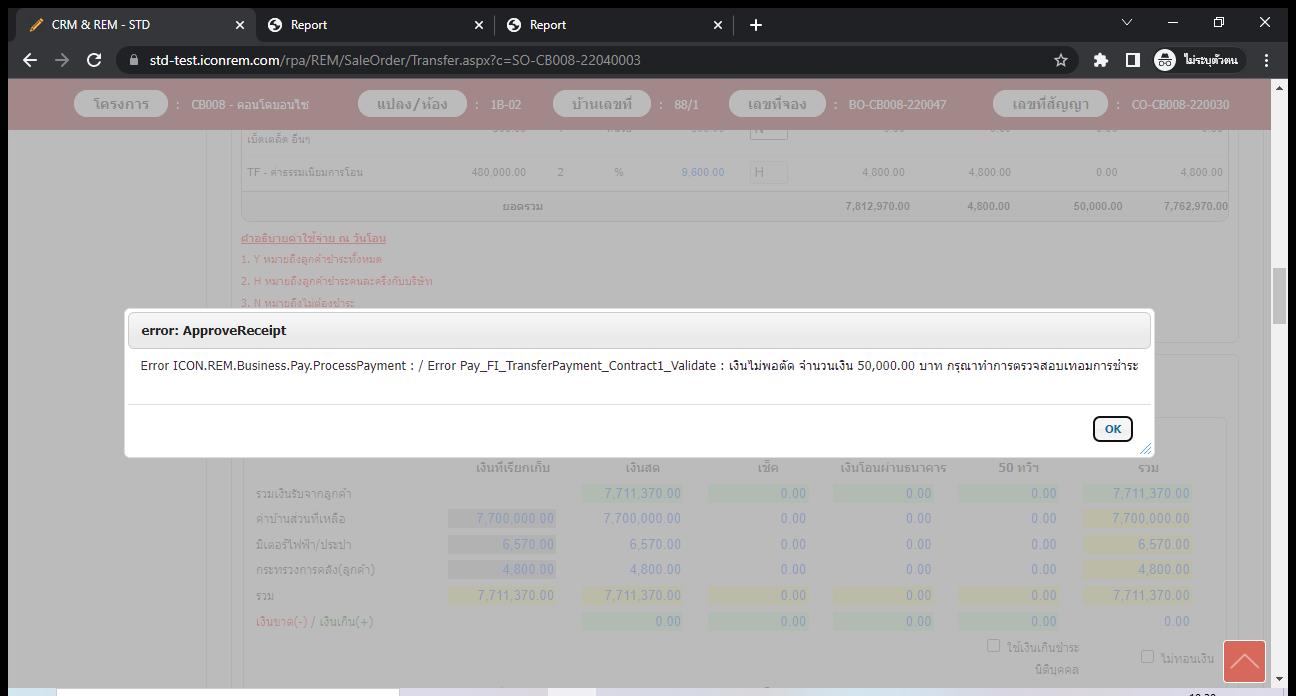 CRM & REM - STD
Report
Report
std-test.iconrem.com/rpa/REM/SaleOrder/Transfer.aspx?c=SO-CB008-22040003
ไม่ระบุตัวตน
โครงการ : CB008 - คอนโดบอนไซ แปลง/ห้อง : 1B-02 บ้านเลขที่ : 88/1 เลขที่จอง : BO-CB008-220047 เลขที่สัญญา : CO-CB008-220030
เบ็ดเตล็ด อื่นๆ
TF - ค่าธรรมเนียมการโอน 480,000.00 2 % 9,600.00 H 4,800.00 4,800.00 0.00 4,800.00
ยอดรวม 7,812,970.00 4,800.00 50,000.00 7,762,970.00
คำอธิบายค่าใช้จ่าย ณ วันโอน
1. Y หมายถึงลูกค้าชำระทั้งหมด
2. H หมายถึงลูกค้าชำระคนละครึ่งกับบริษัท
3. N หมายถึงไม่ต้องชำระ
error: ApproveReceipt
Error ICON.REM.Business.Pay.ProcessPayment : / Error Pay_FI_TransferPayment_Contract1_Validate : เงินไม่พอตัด จำนวนเงิน 50,000.00 บาท กรุณาทำการตรวจสอบเทอมการชำระ
OK
เงินที่เรียกเก็บ เงินสด เช็ค เงินโอนผ่านธนาคาร 50 ทวิฯ รวม
รวมเงินรับจากลูกค้า 7,711,370.00 0.00 0.00 0.00 7,711,370.00
ค่าบ้านส่วนที่เหลือ 7,700,000.00 7,700,000.00 0.00 0.00 0.00 7,700,000.00
มิเตอร์ไฟฟ้า/ประปา 6,570.00 6,570.00 0.00 0.00 0.00 6,570.00
กระทรวงการคลัง(ลูกค้า) 4,800.00 4,800.00 0.00 0.00 0.00 4,800.00
รวม 7,711,370.00 7,711,370.00 0.00 0.00 0.00 7,711,370.00
เงินขาด(-) / เงินเกิน(+) 0.00 0.00 0.00 0.00 0.00
ใช้เงินเกินชำระ
นิติบุคคล
ไม่ทอนเงิน